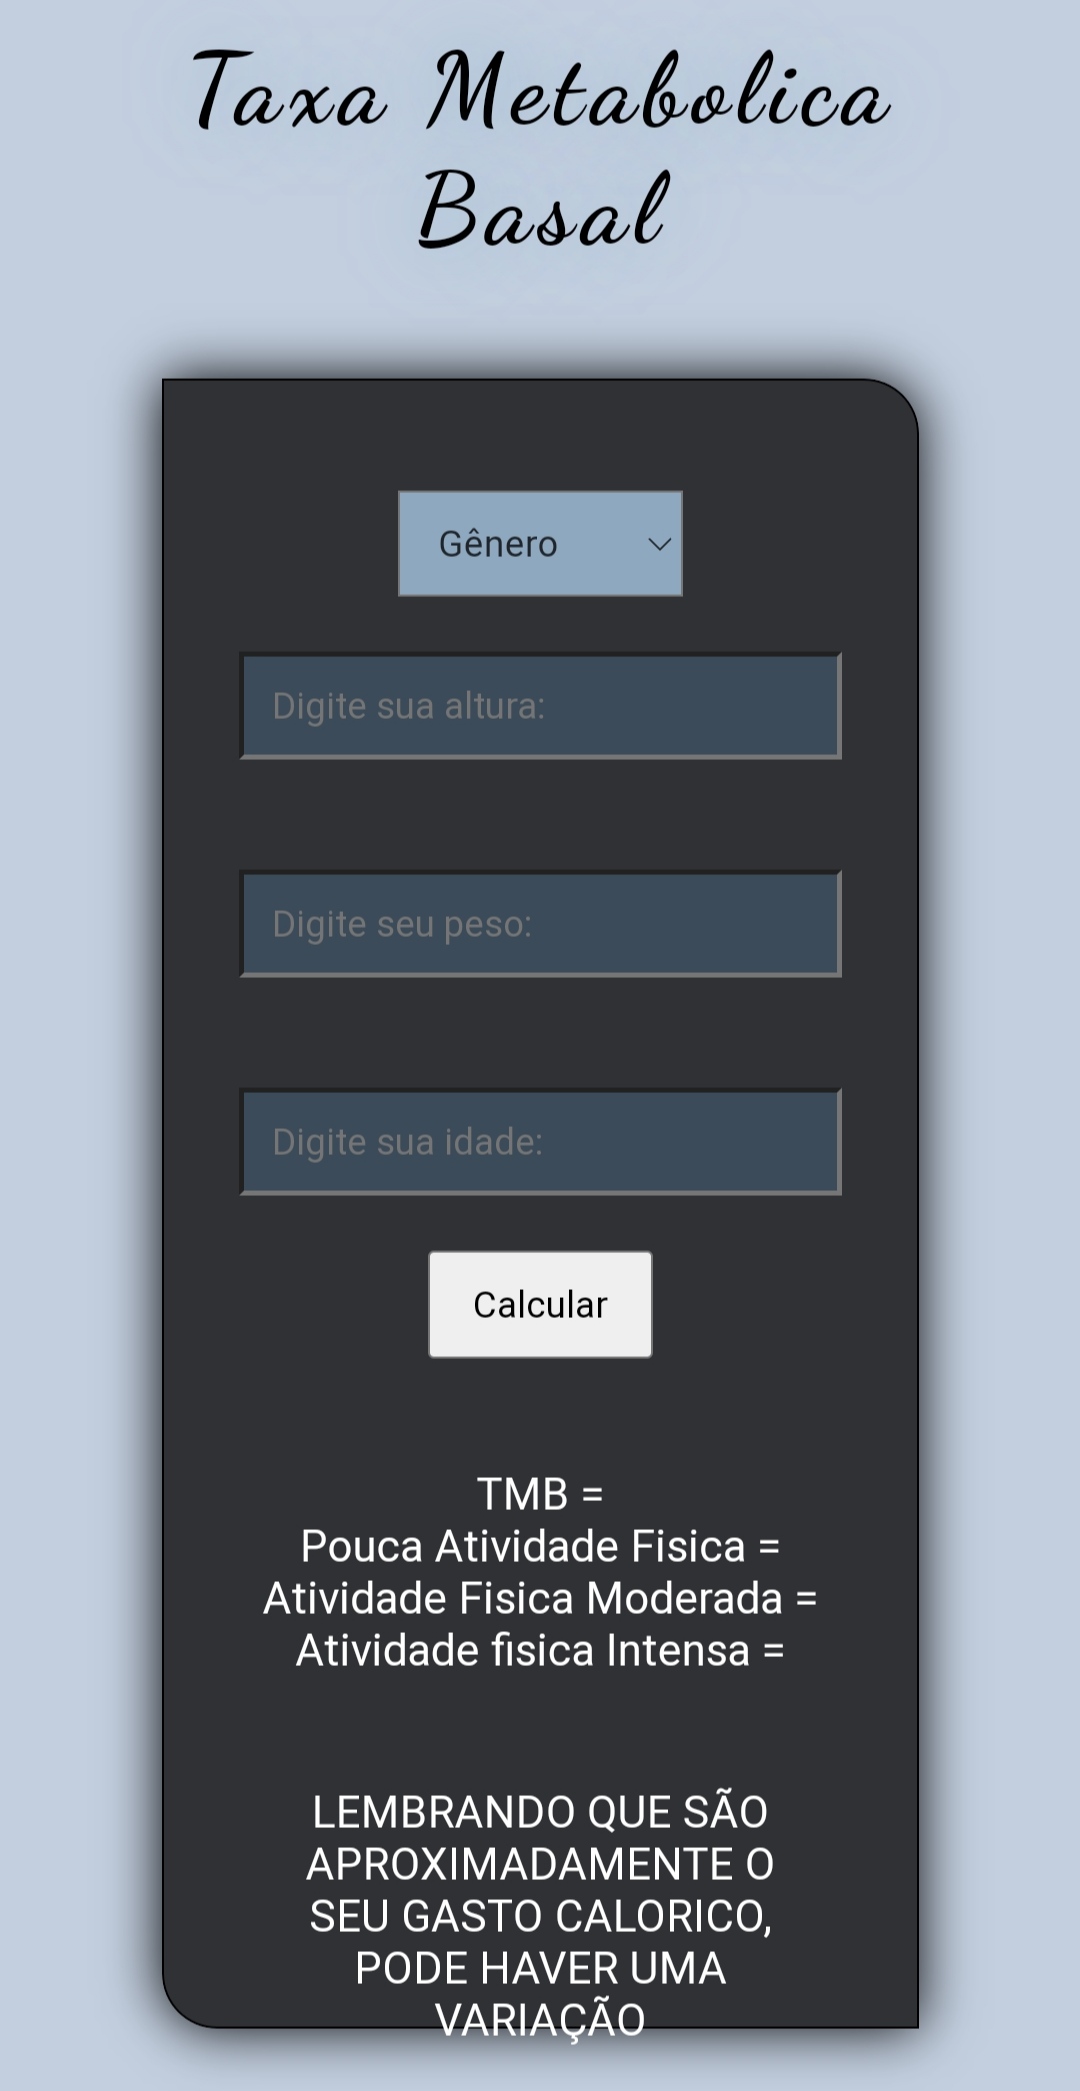 Taxa Metabolica
Basal
Gênero
Digite sua altura:
Digite seu peso:
Digite sua idade:
Calcular
TMB =
Pouca Atividade Fisica =
Atividade Fisica Moderada =
Atividade fisica Intensa =
LEMBRANDO QUE SÃO
APROXIMADAMENTE O
SEU GASTO CALORICO,
PODE HAVER UMA
VARIAÇÃO